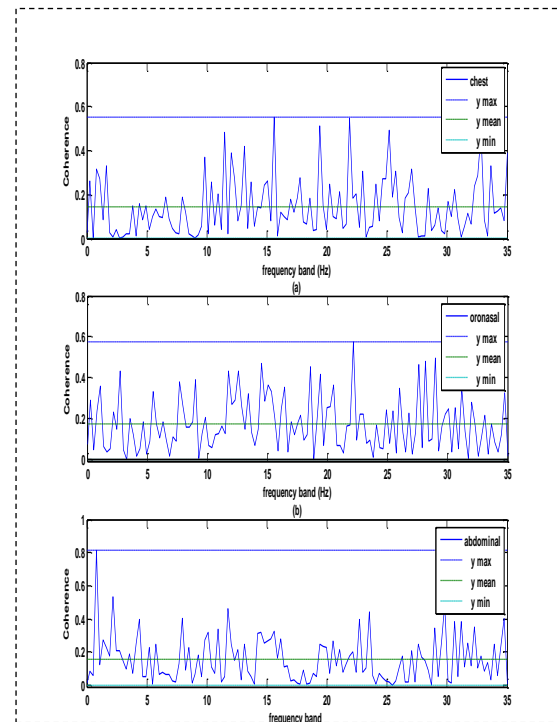 0.8
0.6
0.4
0.2
0
Coherence
chest
y max
y mean
y min
0 5 10 15 20 25 30 35
frequency band (Hz)
(a)
0.8
0.6
0.4
0.2
0
Coherence
oronasal
y max
y mean
y min
0 5 10 15 20 25 30 35
frequency band (Hz)
(b)
1
0.8
0.6
0.4
0.2
0
Coherence
abdominal
y max
y mean
y min
0 5 10 15 20 25 30 35
frequency band